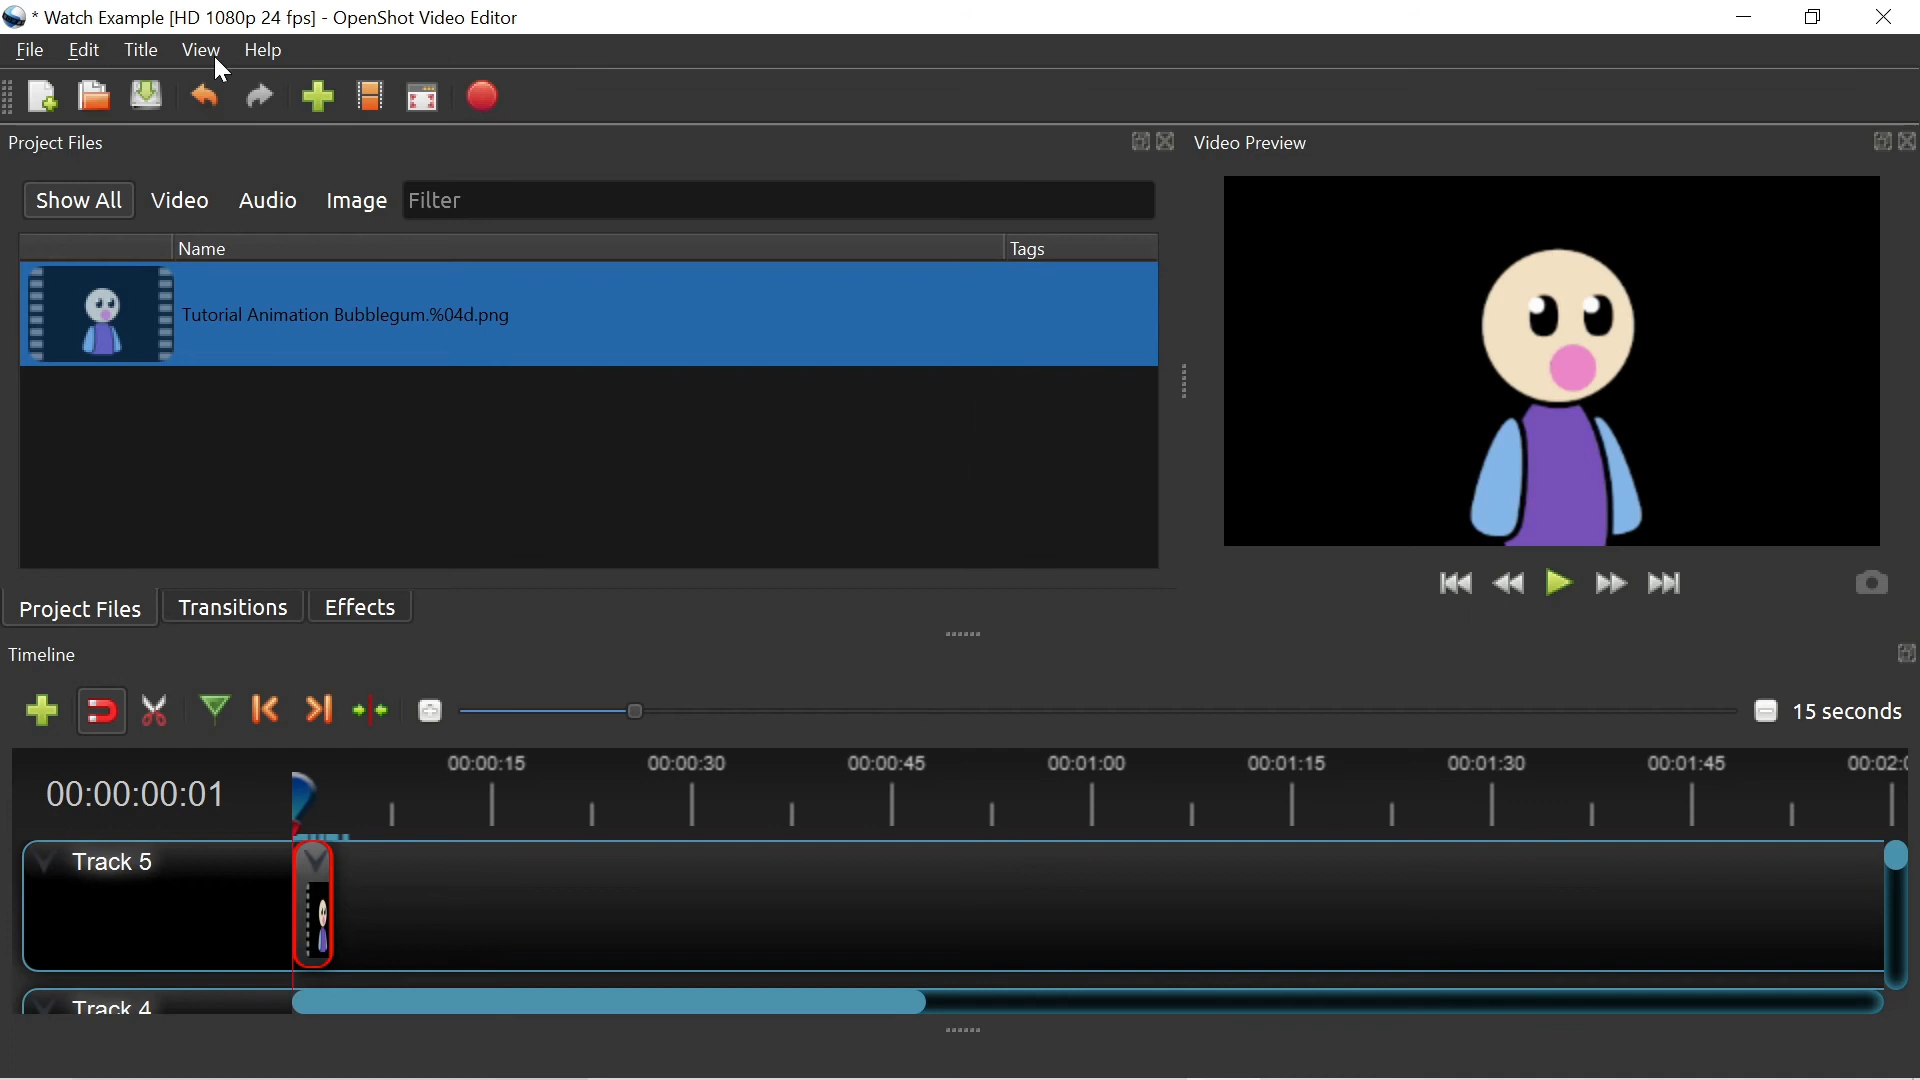 * Watch Example [HD 1080p 24 fps] - OpenShot Video Editor
File Edit Title View Help
Project Files
Video Preview
Show All Video Audio Image Filter
Name Tags
Tutorial Animation Bubblegum.%04d.png
Project Files Transitions Effects
Timeline
15 seconds
00:00:00:01
00:00:15 00:00:30 00:00:45 00:01:00 00:01:15 00:01:30 00:01:45 00:02:0
Track 5
Track 4